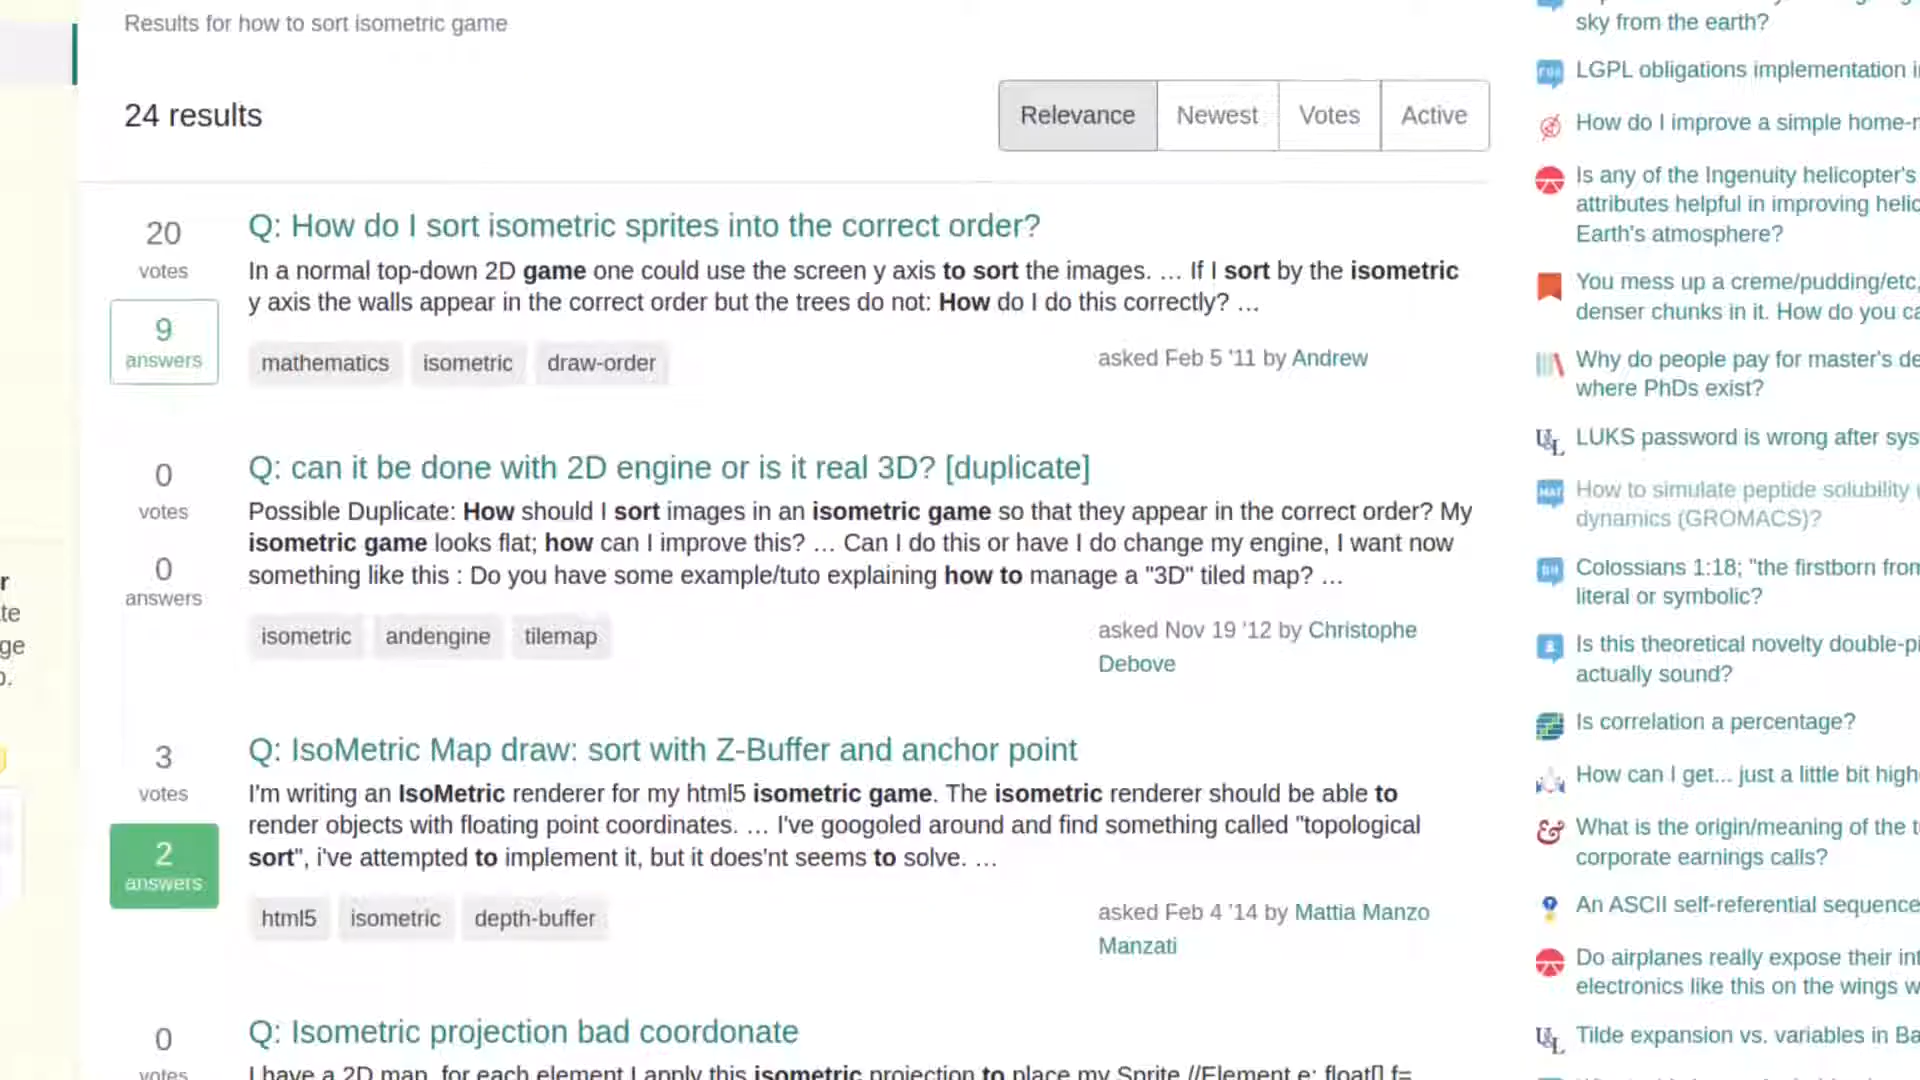 Results for how to sort isometric game
24 results
Relevance
Newest
Votes
Active
20
votes
9
answers
Q: How do I sort isometric sprites into the correct order?
In a normal top-down 2D game one could use the screen y axis to sort the images. … If I sort by the isometric
y axis the walls appear in the correct order but the trees do not: How do I do this correctly? …
mathematics
isometric
draw-order
asked Feb 5 '11 by Andrew
0
votes
0
answers
Q: can it be done with 2D engine or is it real 3D? [duplicate]
Possible Duplicate: How should I sort images in an isometric game so that they appear in the correct order? My
isometric game looks flat; how can I improve this? … Can I do this or have I do change my engine, I want now
something like this : Do you have some example/tuto explaining how to manage a "3D" tiled map? …
isometric
andengine
tilemap
asked Nov 19 '12 by Christophe
Debove
3
votes
2
answers
Q: IsoMetric Map draw: sort with Z-Buffer and anchor point
I'm writing an IsoMetric renderer for my html5 isometric game. The isometric renderer should be able to
render objects with floating point coordinates. … I've googoled around and find something called "topological
sort", i've attempted to implement it, but it does'nt seems to solve. …
html5
isometric
depth-buffer
asked Feb 4 '14 by Mattia Manzo
Manzati
0
votes
Q: Isometric projection bad coordonate
I have a 2D map, for each element I apply this isometric projection to place my Sprite //Element e; float[] f=
sky from the earth?
LGPL obligations implementation
How do I improve a simple
Is any of the Ingenuity helicopter's
attributes helpful in improving
Earth's atmosphere?
You mess up a creme/pudding/etc,
denser chunks in it. How do you
Why do people pay for master's
where PhDs exist?
LUKS password is wrong after
How to simulate peptide solubility
dynamics (GROMACS)?
Colossians 1:18; "the firstborn
literal or symbolic?
Is this theoretical novelty
actually sound?
Is correlation a percentage?
How can I get... just a little bit
What is the origin/meaning of the
corporate earnings calls?
An ASCII self-referential sequence
Do airplanes really expose their
electronics like this on the wings
Tilde expansion vs. variables in